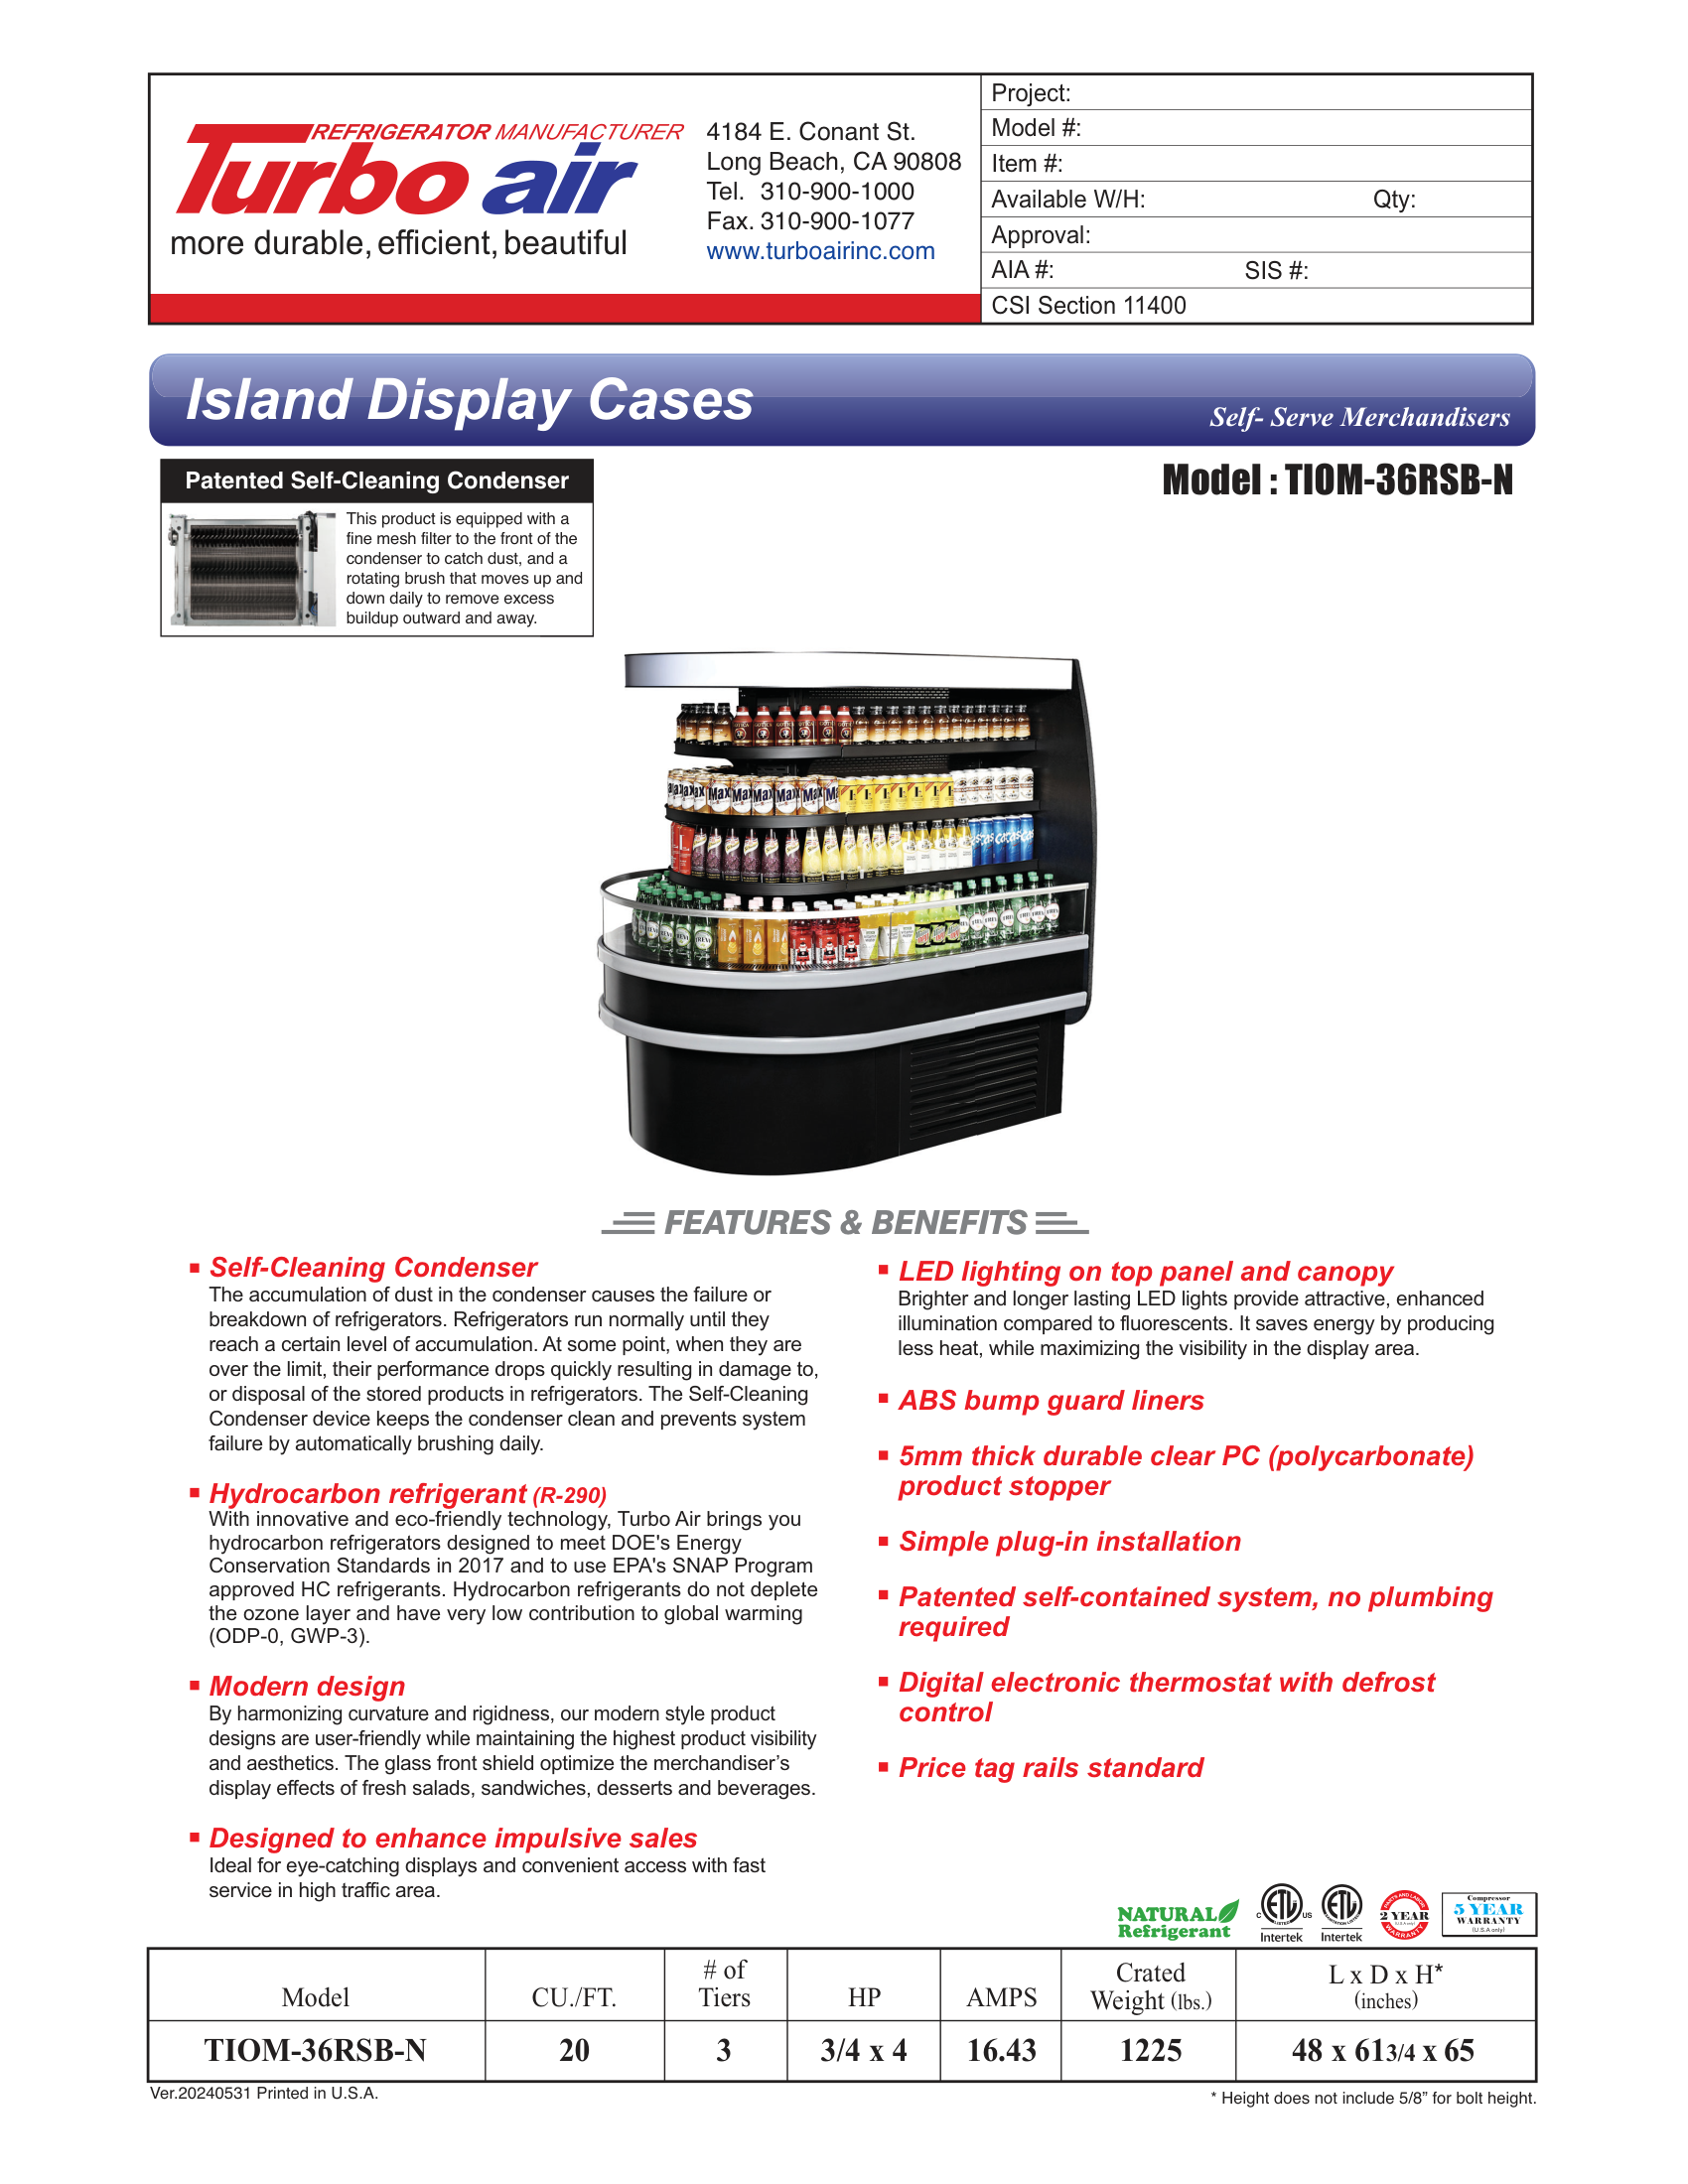 REFRIGERATOR MANUFACTURER
Turbo air
more durable, efficient, beautiful
4184 E. Conant St.
Long Beach, CA 90808
Tel. 310-900-1000
Fax. 310-900-1077
www.turboairinc.com
Project:
Model #:
Item #:
Available W/H: Qty:
Approval:
AIA #: SIS #:
CSI Section 11400
Island Display Cases
Self- Serve Merchandisers
Patented Self-Cleaning Condenser
This product is equipped with a
fine mesh filter to the front of the
condenser to catch dust, and a
rotating brush that moves up and
down daily to remove excess
buildup outward and away.
Model : TIOM-36RSB-N
FEATURES & BENEFITS
Self-Cleaning Condenser
The accumulation of dust in the condenser causes the failure or
breakdown of refrigerators. Refrigerators run normally until they
reach a certain level of accumulation. At some point, when they are
over the limit, their performance drops quickly resulting in damage to,
or disposal of the stored products in refrigerators. The Self-Cleaning
Condenser device keeps the condenser clean and prevents system
failure by automatically brushing daily.
Hydrocarbon refrigerant (R-290)
With innovative and eco-friendly technology, Turbo Air brings you
hydrocarbon refrigerators designed to meet DOE's Energy
Conservation Standards in 2017 and to use EPA's SNAP Program
approved HC refrigerants. Hydrocarbon refrigerants do not deplete
the ozone layer and have very low contribution to global warming
(ODP-0, GWP-3).
Modern design
By harmonizing curvature and rigidness, our modern style product
designs are user-friendly while maintaining the highest product visibility
and aesthetics. The glass front shield optimize the merchandiser's
display effects of fresh salads, sandwiches, desserts and beverages.
Designed to enhance impulsive sales
Ideal for eye-catching displays and convenient access with fast
service in high traffic area.
LED lighting on top panel and canopy
Brighter and longer lasting LED lights provide attractive, enhanced
illumination compared to fluorescents. It saves energy by producing
less heat, while maximizing the visibility in the display area.
ABS bump guard liners
5mm thick durable clear PC (polycarbonate)
product stopper
Simple plug-in installation
Patented self-contained system, no plumbing
required
Digital electronic thermostat with defrost
control
Price tag rails standard
NATURAL
Refrigerant
C ETL US
LISTED
Intertek
ETL
Intertek
PARTS AND LABOR
2 YEAR
(U.S.A only)
WARRANTY
Compressor
5 YEAR
WARRANTY
(U.S.A only)
Model CU./FT. # of Tiers HP AMPS Crated Weight (lbs.) L x D x H* (inches)
TIOM-36RSB-N 20 3 3/4 x 4 16.43 1225 48 x 613/4 x 65
Ver.20240531 Printed in U.S.A.
* Height does not include 5/8" for bolt height.